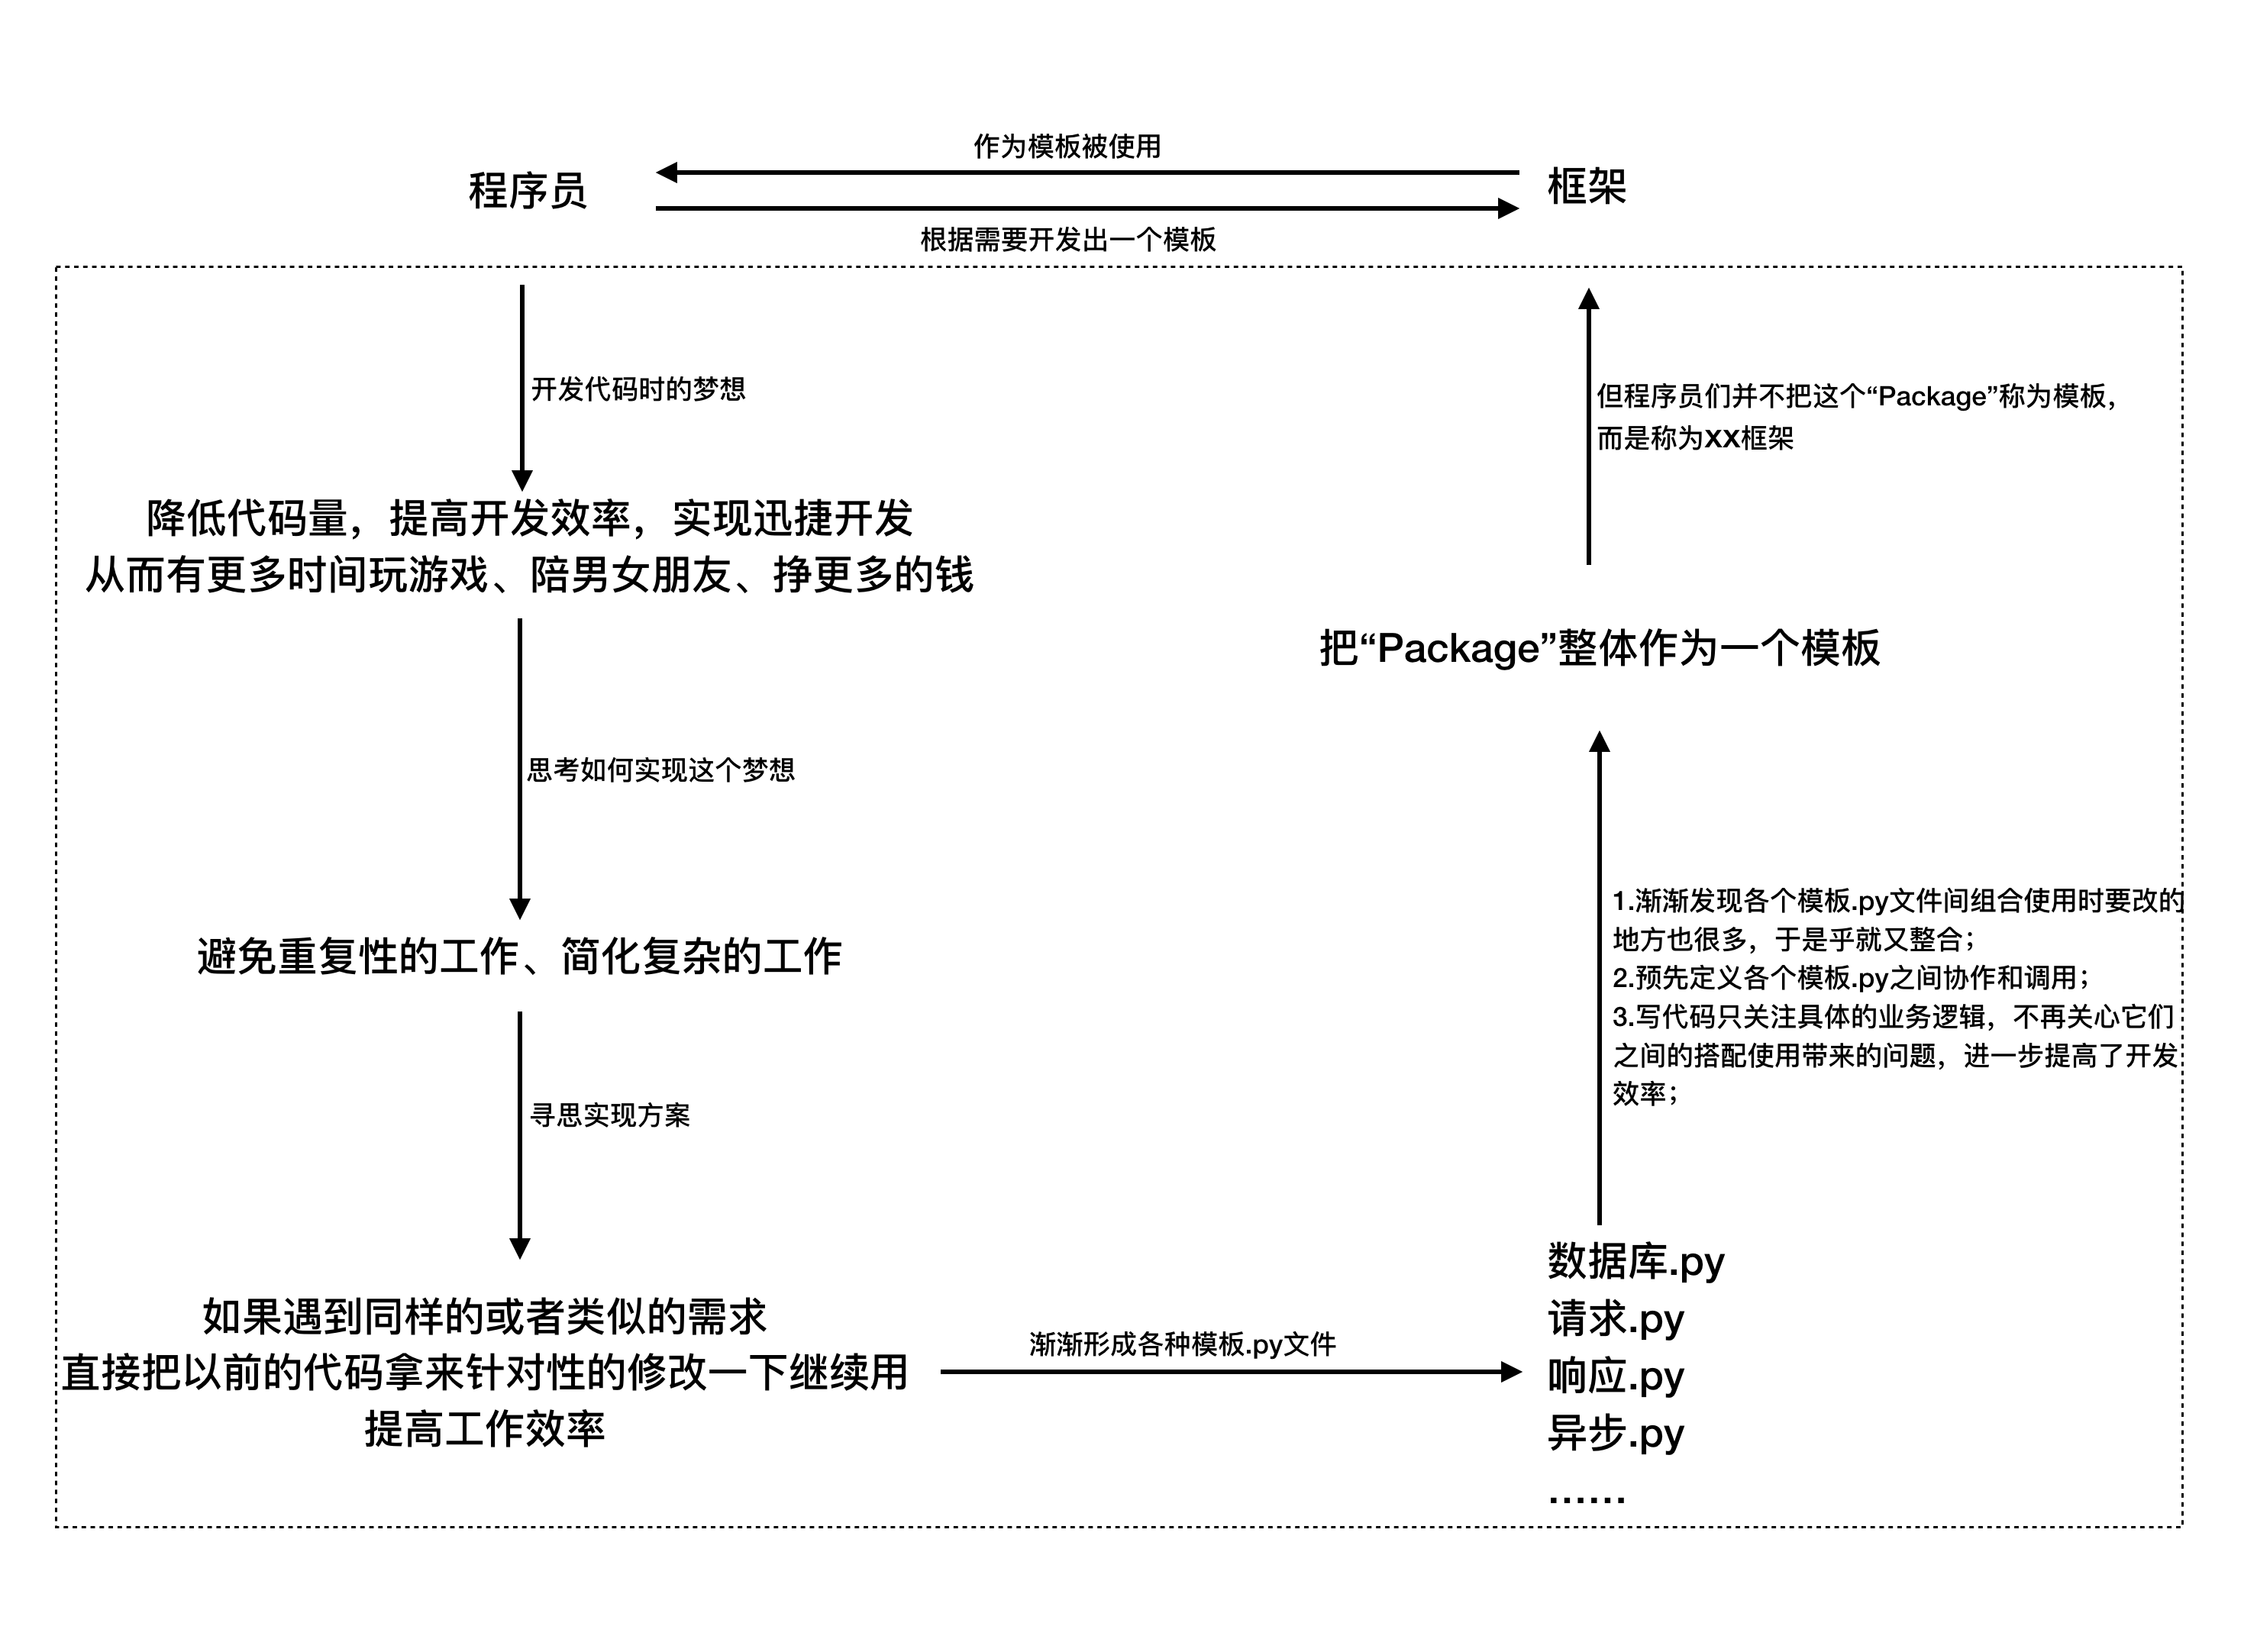 作为模板被使用
程序员
框架
根据需要开发出一个模板
开发代码时的梦想
但程序员们并不把这个“Package”称为模板，
而是称为XX框架
降低代码量，提高开发效率，实现迅捷开发
从而有更多时间玩游戏、陪男女朋友、挣更多的钱
把“Package”整体作为一个模板
思考如何实现这个梦想
1.渐渐发现各个模板.py文件间组合使用时要改的
地方也很多，于是乎就又整合；
2.预先定义各个模板.py之间协作和调用；
3.写代码只关注具体的业务逻辑，不再关心它们
之间的搭配使用带来的问题，进一步提高了开发
效率；
避免重复性的工作、简化复杂的工作
寻思实现方案
如果遇到同样的或者类似的需求
直接把以前的代码拿来针对性的修改一下继续用
提高工作效率
渐渐形成各种模板.py文件
数据库.py
请求.py
响应.py
异步.py
……